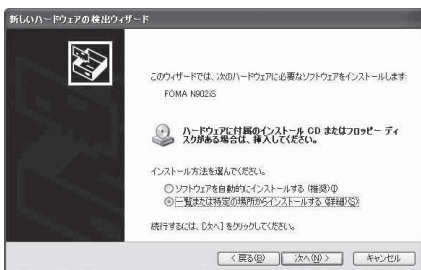 新しいハードウェアの検出ウィザード
このウィザードでは、次のハードウェアに必要なソフトウェアをインストールします:
FOMA N902iS
ハードウェアに付属のインストール CD またはフロッピー ディ
スクがある場合は、挿入してください。
インストール方法を選んでください。
ソフトウェアを自動的にインストールする (推奨)(I)
一覧または特定の場所からインストールする (詳細)(S)
続行するには、[次へ] をクリックしてください。
< 戻る(B) 次へ(N) > キャンセル